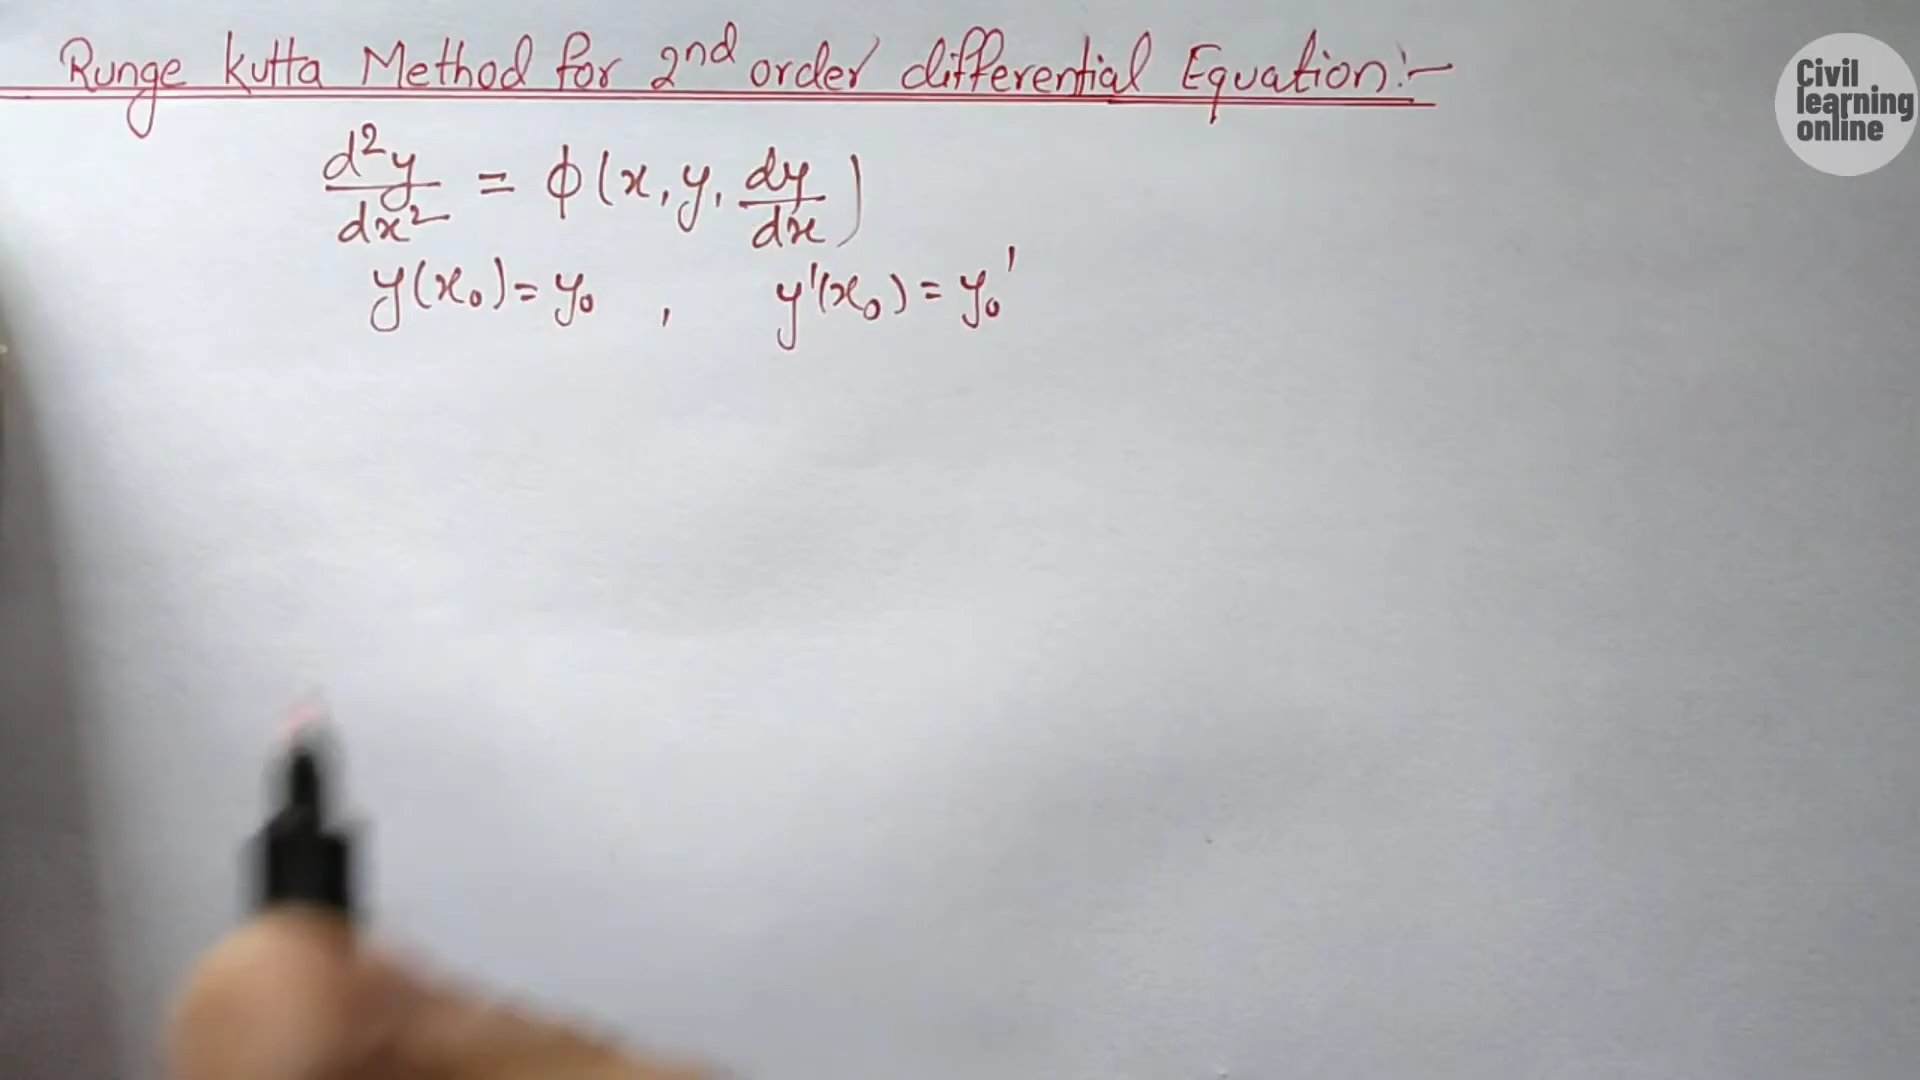 Runge kutta Method for 2nd order differential Equation:-
d²y/dx² = ϕ(x, y, dy/dx)
y(x₀) = y₀ , y'(x₀) = y₀'
Civil
learning
online